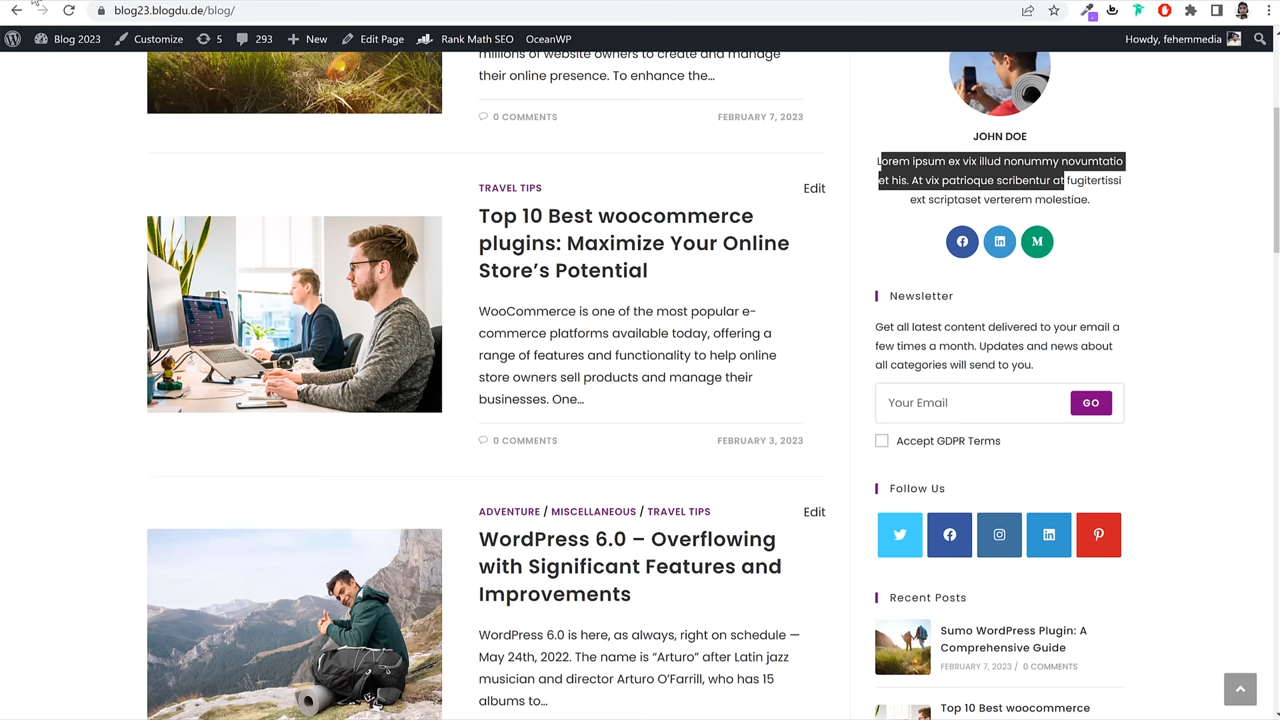 blog23.blogdu.de/blog/
Blog 2023 Customize 5 293 New Edit Page Rank Math SEO OceanWP Howdy, fehemmedia
millions of website owners to create and manage
their online presence. To enhance the…
0 COMMENTS FEBRUARY 7, 2023
TRAVEL TIPS Edit
Top 10 Best woocommerce
plugins: Maximize Your Online
Store's Potential
WooCommerce is one of the most popular e-
commerce platforms available today, offering a
range of features and functionality to help online
store owners sell products and manage their
businesses. One…
0 COMMENTS FEBRUARY 3, 2023
ADVENTURE / MISCELLANEOUS / TRAVEL TIPS Edit
WordPress 6.0 – Overflowing
with Significant Features and
Improvements
WordPress 6.0 is here, as always, right on schedule —
May 24th, 2022. The name is "Arturo" after Latin jazz
musician and director Arturo O'Farrill, who has 15
albums to…
JOHN DOE
Lorem ipsum ex vix illud nonummy novumtatio
et his. At vix patrioque scribentur at fugitertissi
ext scriptaset verterem molestiae.
M
Newsletter
Get all latest content delivered to your email a
few times a month. Updates and news about
all categories will send to you.
Your Email GO
Accept GDPR Terms
Follow Us
Recent Posts
Sumo WordPress Plugin: A
Comprehensive Guide
FEBRUARY 7, 2023 / 0 COMMENTS
Top 10 Best woocommerce